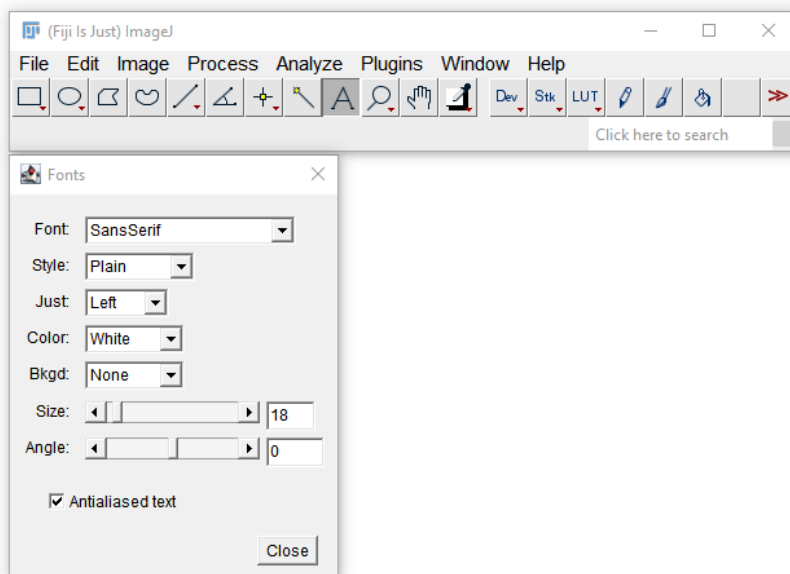 (Fiji Is Just) ImageJ
File Edit Image Process Analyze Plugins Window Help
A Dev Stk LUT >>
Click here to search
Fonts
Font: SansSerif
Style: Plain
Just: Left
Color: White
Bkgd: None
Size: 18
Angle: 0
Antialiased text
Close